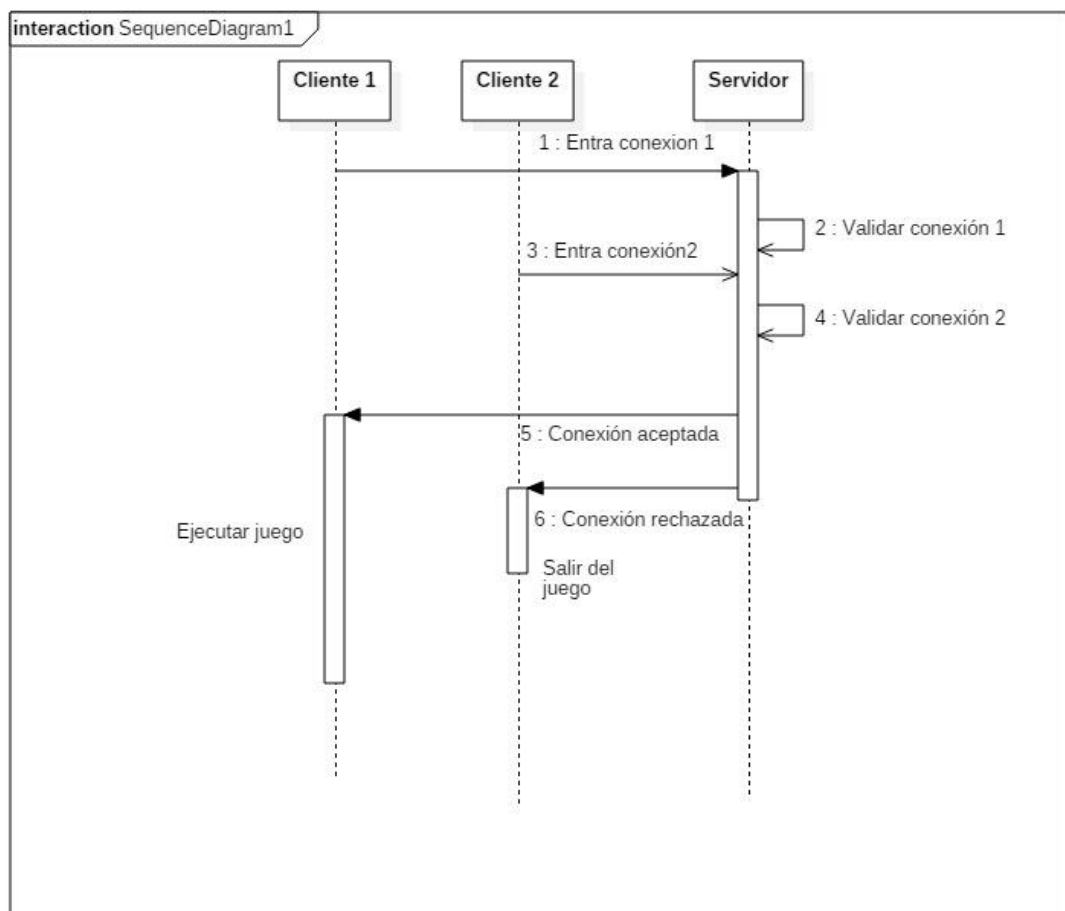 interaction SequenceDiagram1
Cliente 1
Cliente 2
Servidor
1 : Entra conexion 1
2 : Validar conexión 1
3 : Entra conexión2
4 : Validar conexión 2
5 : Conexión aceptada
6 : Conexión rechazada
Ejecutar juego
Salir del
juego